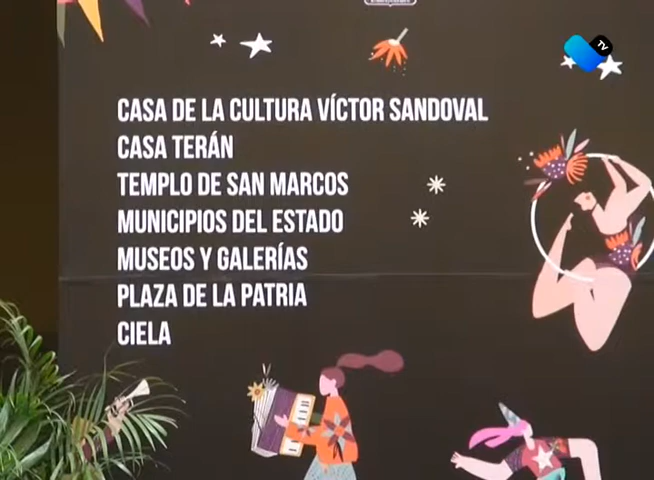 TV
CASA DE LA CULTURA VÍCTOR SANDOVAL
CASA TERÁN
TEMPLO DE SAN MARCOS
MUNICIPIOS DEL ESTADO
MUSEOS Y GALERÍAS
PLAZA DE LA PATRIA
CIELA